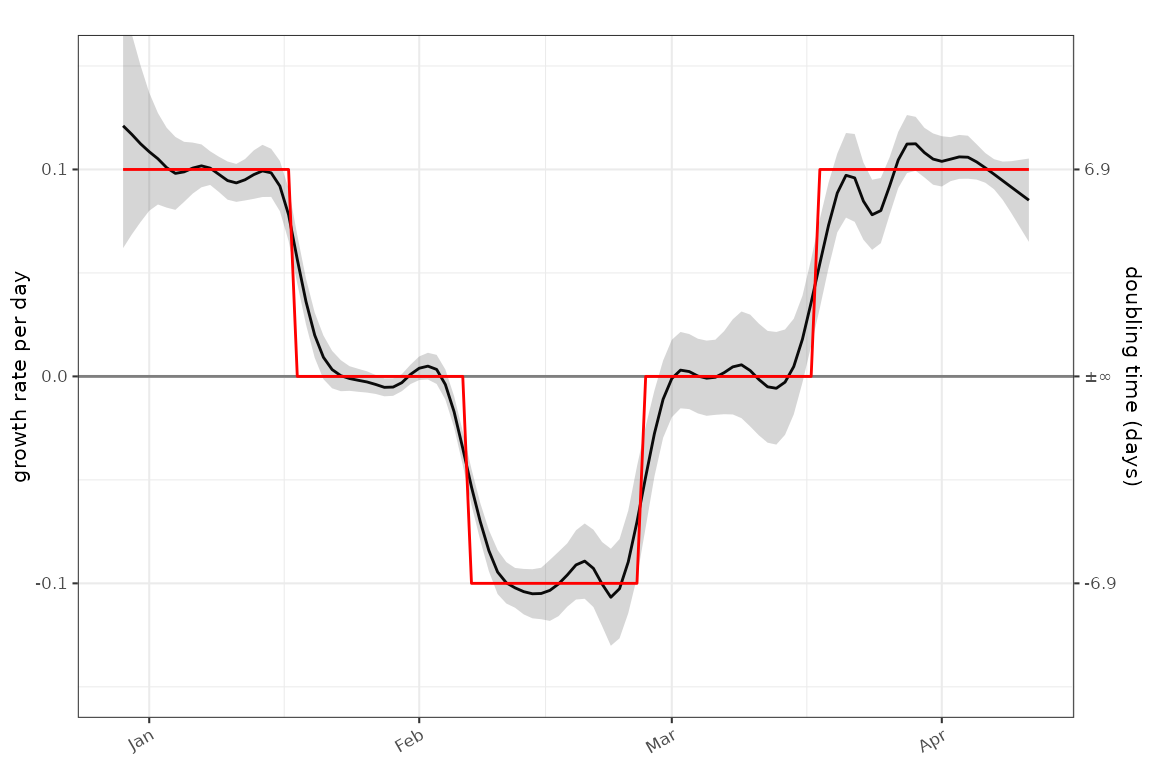 growth rate per day
0.1
0.0
-0.1
6.9
±∞
-6.9
doubling time (days)
Jan
Feb
Mar
Apr